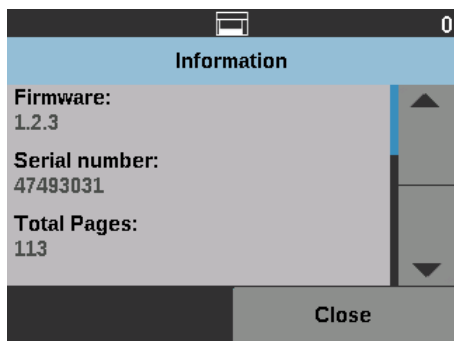 0
Information
Firmware:
1.2.3
Serial number:
47493031
Total Pages:
113
Close